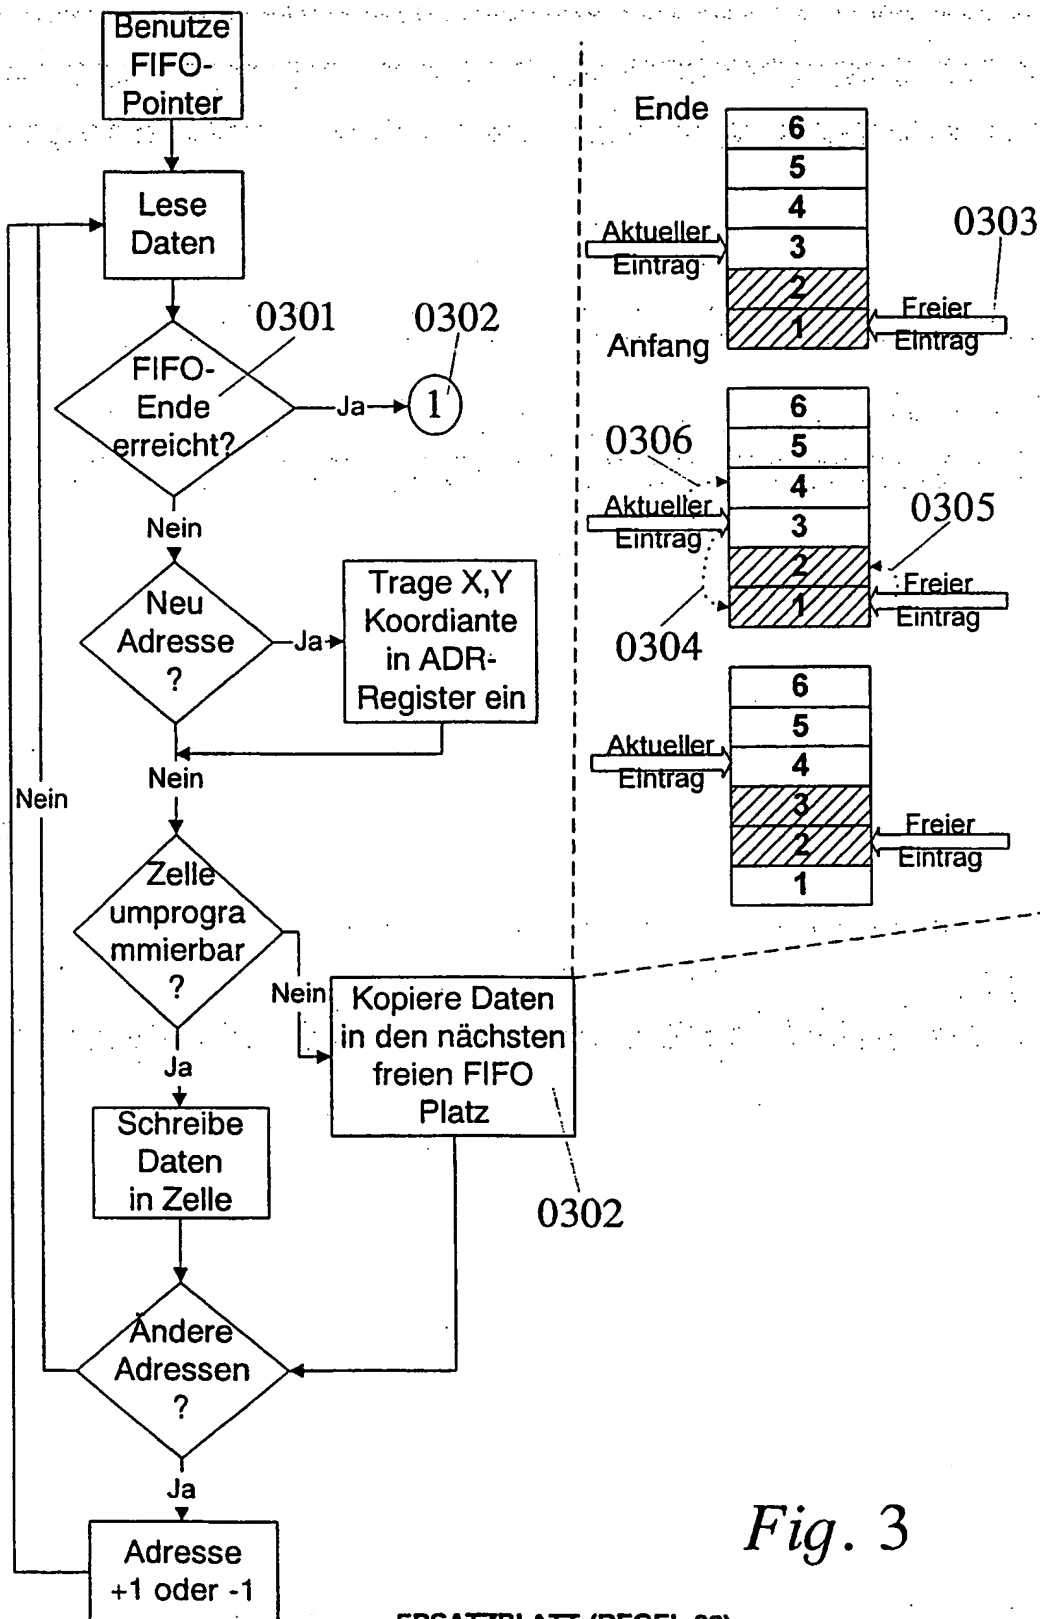 Benutze
FIFO-
Pointer
Lese
Daten
0301
0302
FIFO-
Ende
erreicht?
Ja
1
Nein
Neu
Adresse
?
Ja
Trage X,Y
Koordiante
in ADR-
Register ein
Nein
Nein
Zelle
umprogra
mmierbar
?
Nein
Kopiere Daten
in den nächsten
freien FIFO
Platz
0302
Ja
Schreibe
Daten
in Zelle
Andere
Adressen
?
Ja
Adresse
+1 oder -1
Ende
6
5
4
3
2
1
Aktueller
Eintrag
0303
Freier
Eintrag
Anfang
6
5
4
3
2
1
0306
Aktueller
Eintrag
0305
Freier
Eintrag
0304
6
5
4
3
2
1
Aktueller
Eintrag
Freier
Eintrag
Fig. 3